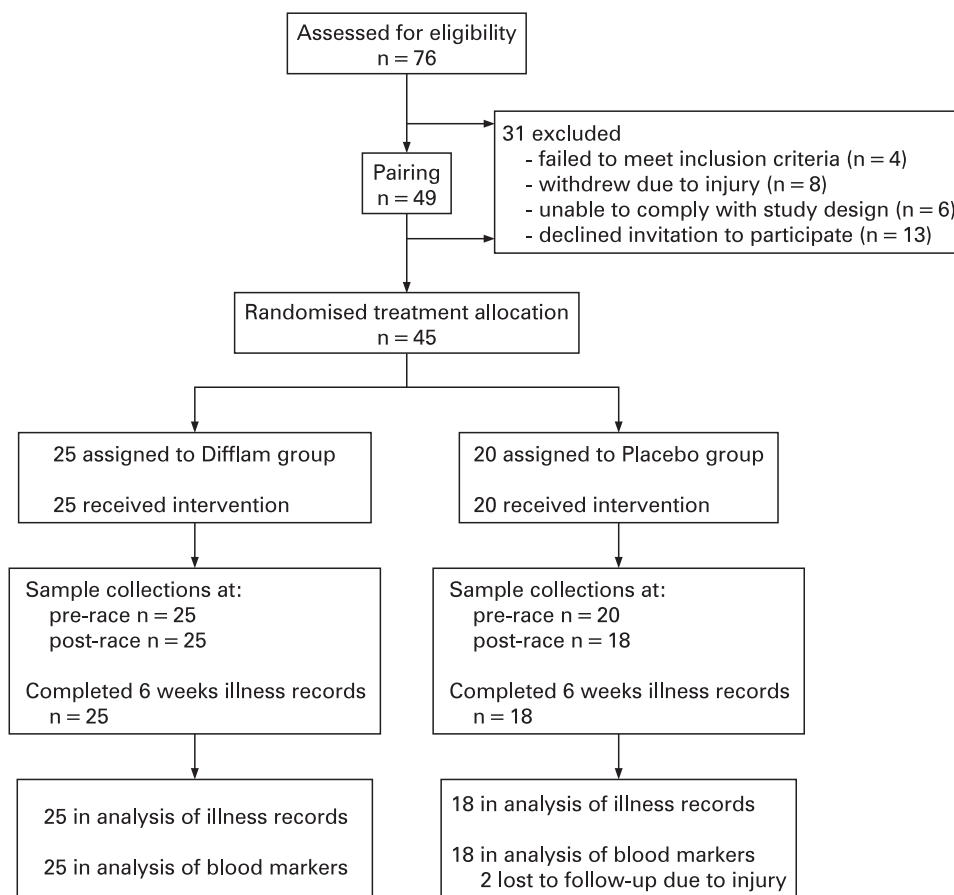 Assessed for eligibility
n = 76
31 excluded
- failed to meet inclusion criteria (n = 4)
- withdrew due to injury (n = 8)
- unable to comply with study design (n = 6)
- declined invitation to participate (n = 13)
Pairing
n = 49
Randomised treatment allocation
n = 45
25 assigned to Difflam group
25 received intervention
20 assigned to Placebo group
20 received intervention
Sample collections at:
pre-race n = 25
post-race n = 25
Completed 6 weeks illness records
n = 25
Sample collections at:
pre-race n = 20
post-race n = 18
Completed 6 weeks illness records
n = 18
25 in analysis of illness records
25 in analysis of blood markers
18 in analysis of illness records
18 in analysis of blood markers
2 lost to follow-up due to injury